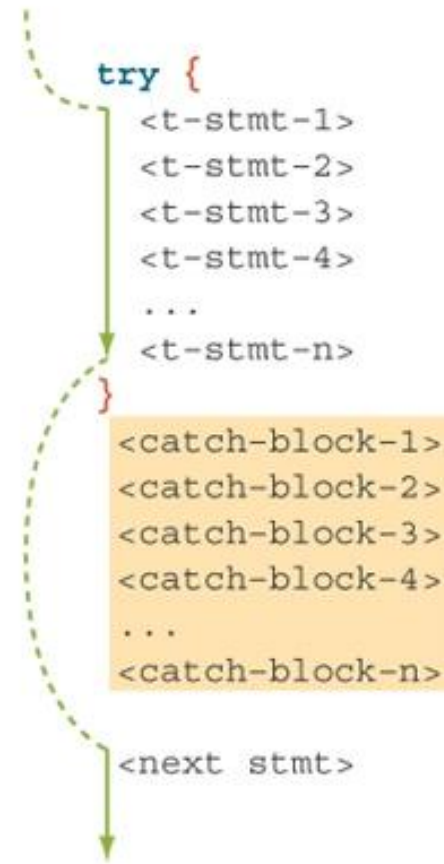 try {
<t-stmt-1>
<t-stmt-2>
<t-stmt-3>
<t-stmt-4>
...
<t-stmt-n>
}
<catch-block-1>
<catch-block-2>
<catch-block-3>
<catch-block-4>
...
<catch-block-n>
<next stmt>